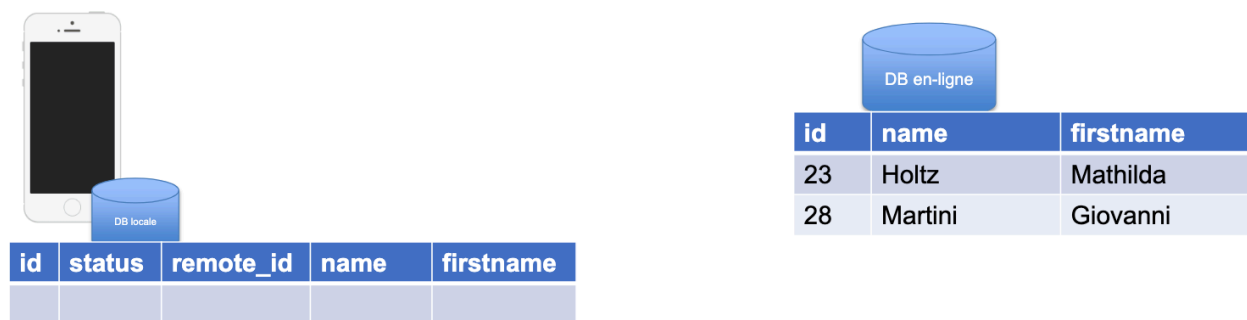 DB locale
id status remote_id name firstname
DB en-ligne
id name firstname
23 Holtz Mathilda
28 Martini Giovanni